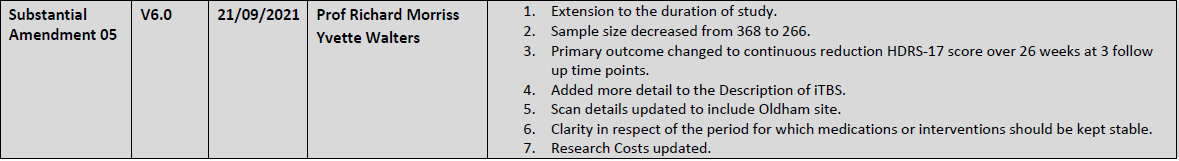 Substantial Amendment 05
V6.0
21/09/2021
Prof Richard Morriss
Yvette Walters
1. Extension to the duration of study.
2. Sample size decreased from 368 to 266.
3. Primary outcome changed to continuous reduction HDRS-17 score over 26 weeks at 3 follow
up time points.
4. Added more detail to the Description of iTBS.
5. Scan details updated to include Oldham site.
6. Clarity in respect of the period for which medications or interventions should be kept stable.
7. Research Costs updated.